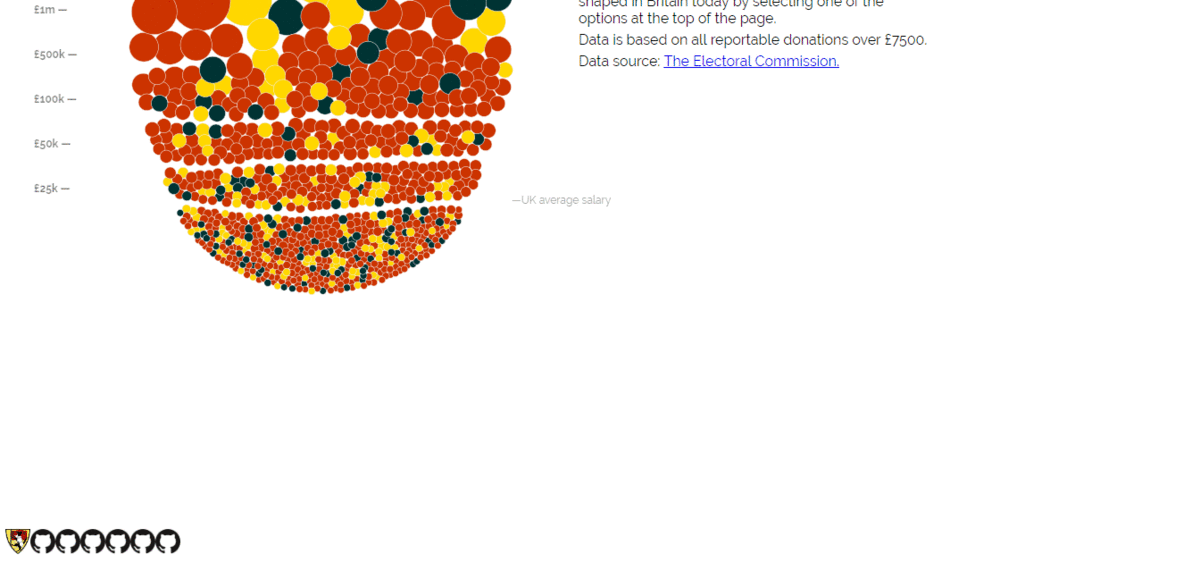 £1m —
£500k —
£100k —
£50k —
£25k —
—UK average salary
shaped in Britain today by selecting one of the
options at the top of the page.
Data is based on all reportable donations over £7500.
Data source: The Electoral Commission.